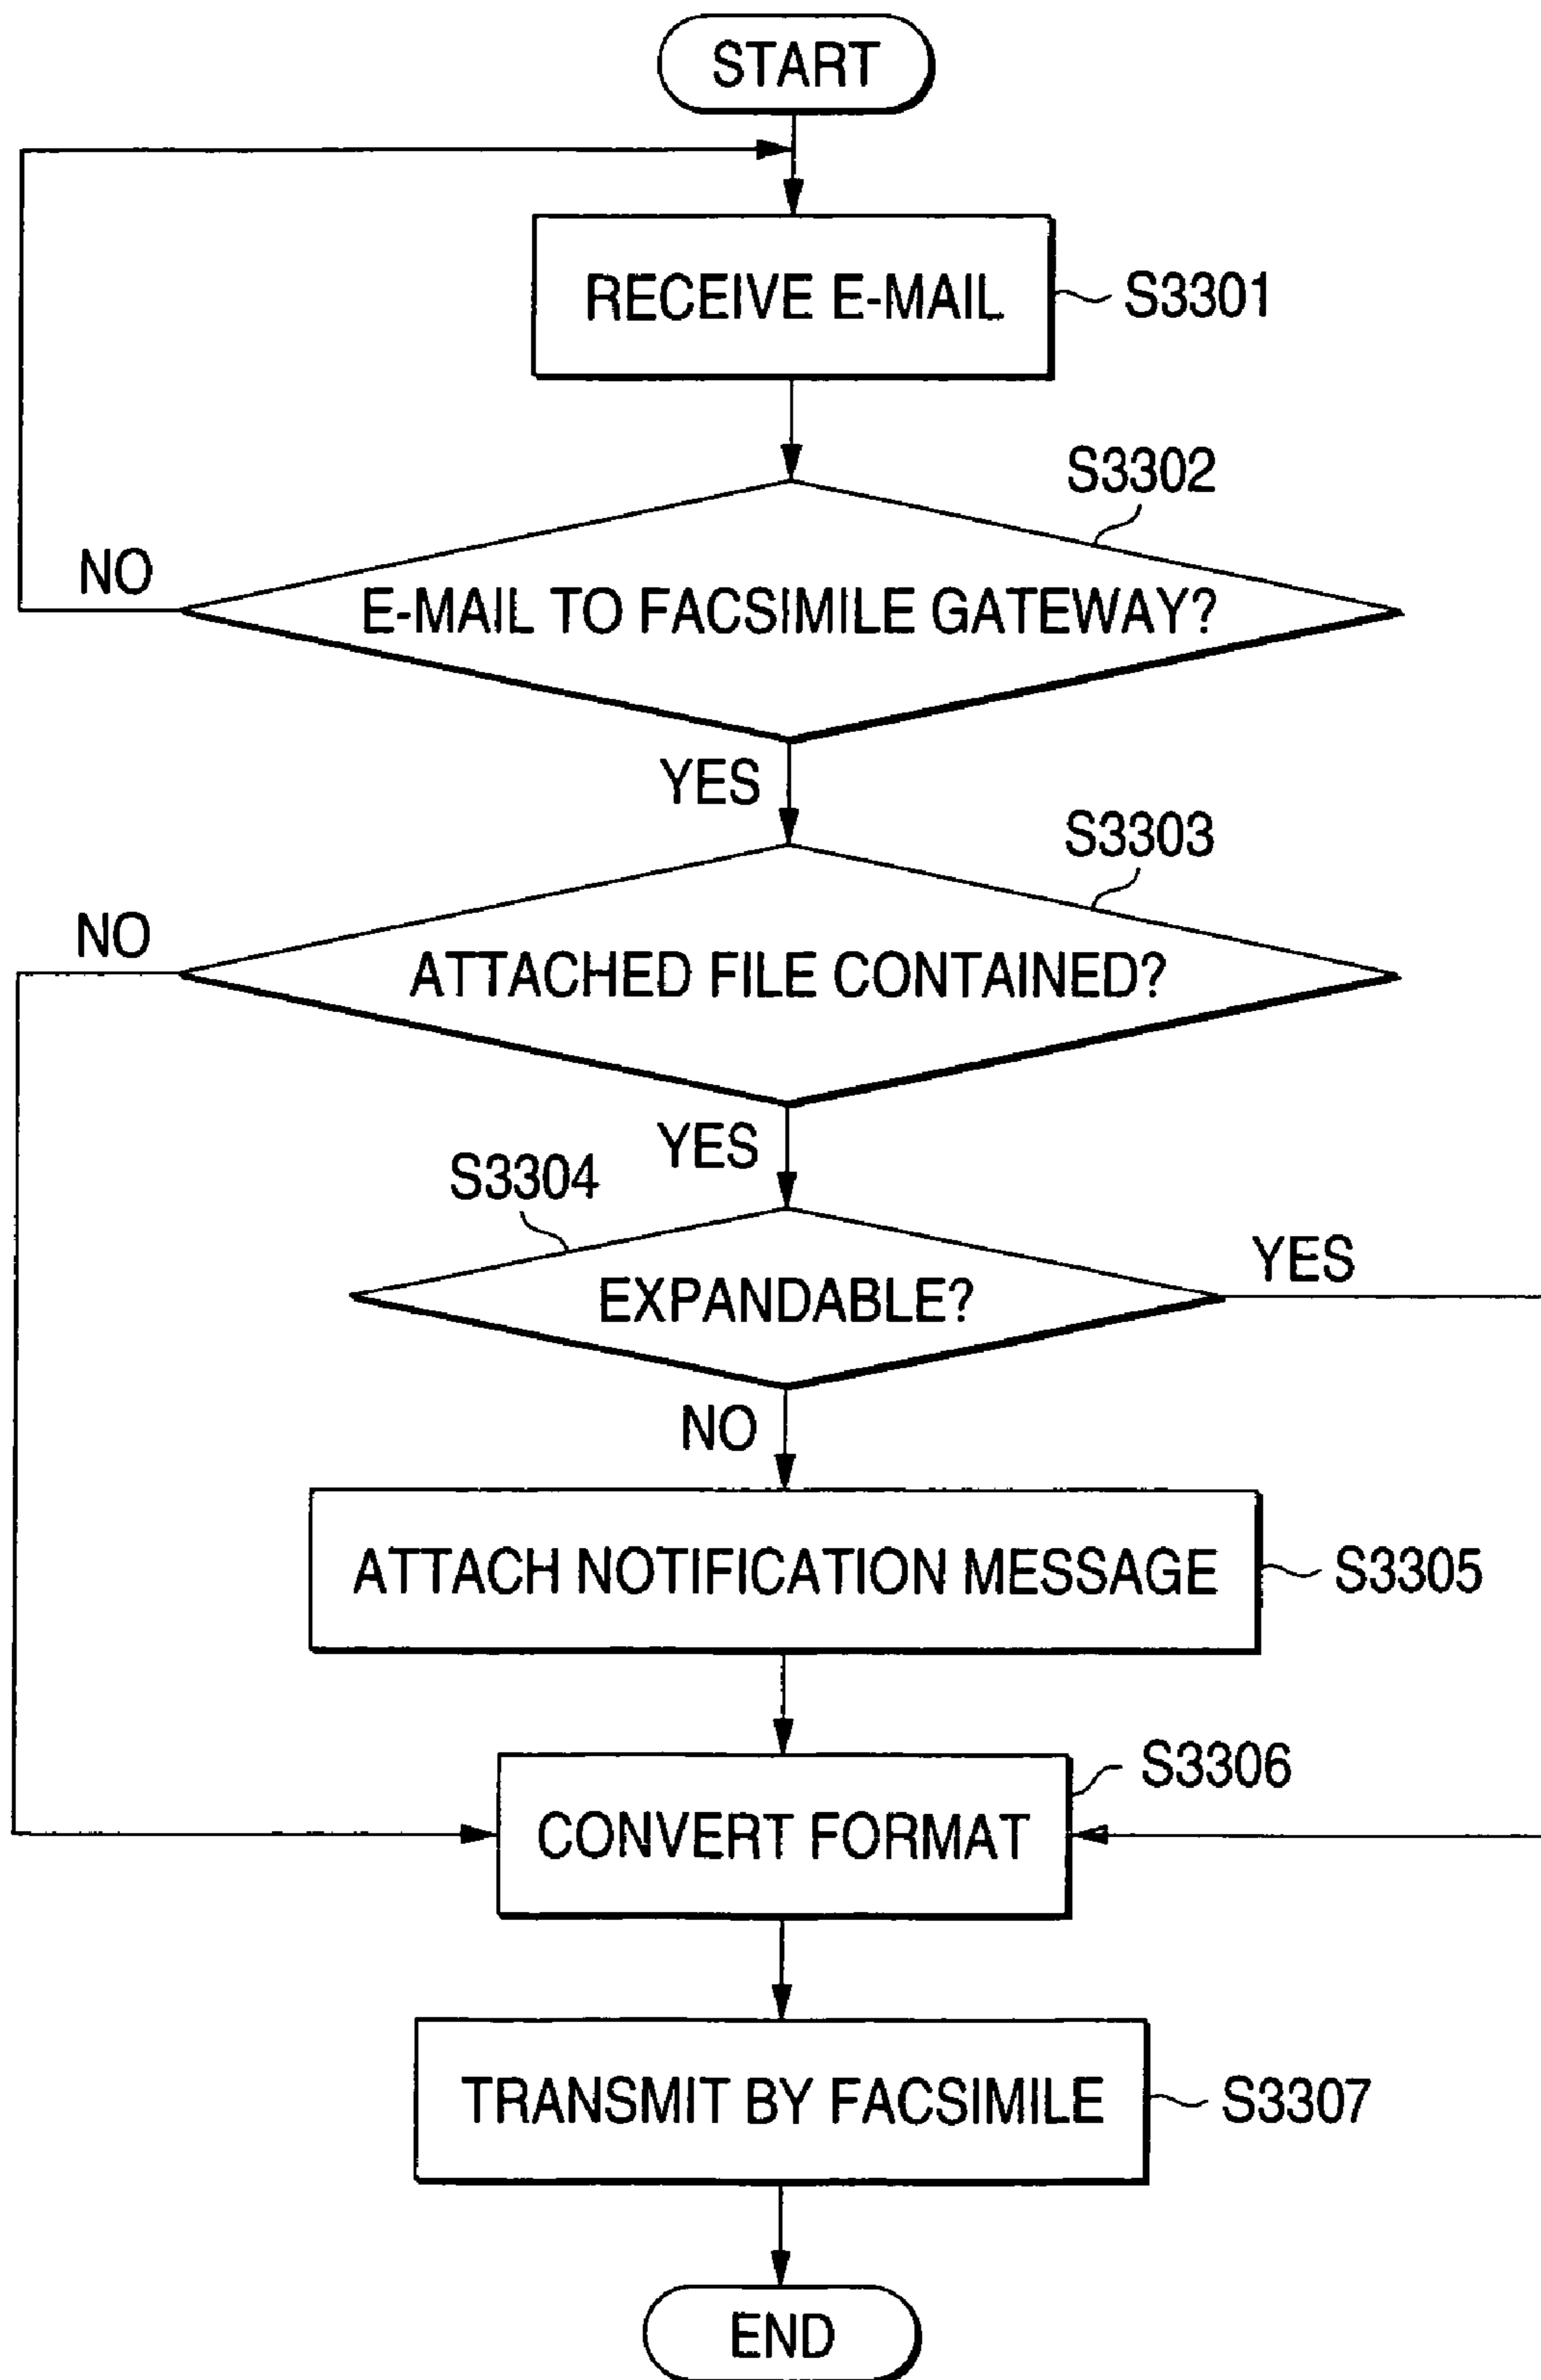 START
RECEIVE E-MAIL
S3301
S3302
NO
E-MAIL TO FACSIMILE GATEWAY?
YES
S3303
NO
ATTACHED FILE CONTAINED?
YES
S3304
YES
EXPANDABLE?
NO
ATTACH NOTIFICATION MESSAGE
S3305
S3306
CONVERT FORMAT
TRANSMIT BY FACSIMILE
S3307
END